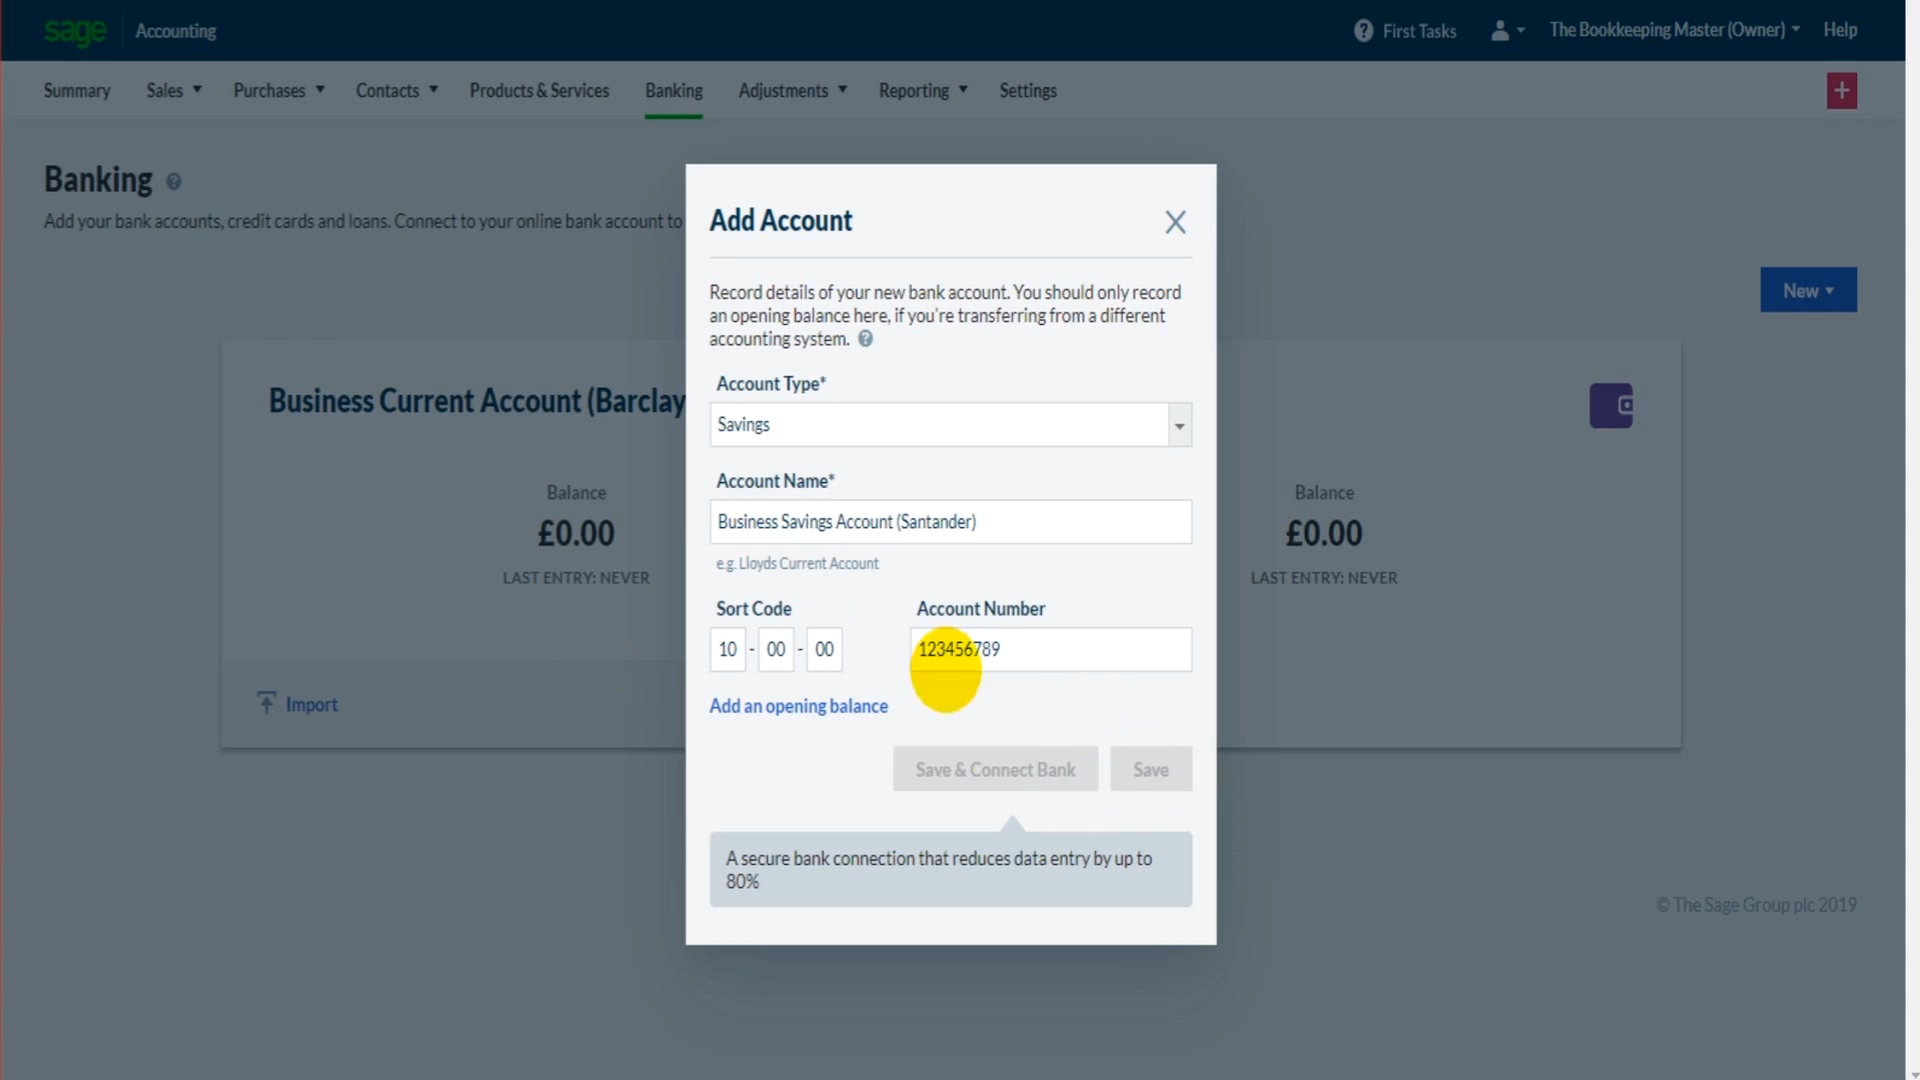 sage Accounting
First Tasks
The Bookkeeping Master (Owner)
Help
Summary
Sales
Purchases
Contacts
Products & Services
Banking
Adjustments
Reporting
Settings
+
Banking
Add your bank accounts, credit cards and loans. Connect to your online bank account to
New
Business Current Account (Barclay
Balance
£0.00
LAST ENTRY: NEVER
Balance
£0.00
LAST ENTRY: NEVER
Import
Add Account
Record details of your new bank account. You should only record
an opening balance here, if you're transferring from a different
accounting system.
Account Type*
Savings
Account Name*
Business Savings Account (Santander)
e.g. Lloyds Current Account
Sort Code
Account Number
10 - 00 - 00
123456789
Add an opening balance
Save & Connect Bank
Save
A secure bank connection that reduces data entry by up to
80%
© The Sage Group plc 2019